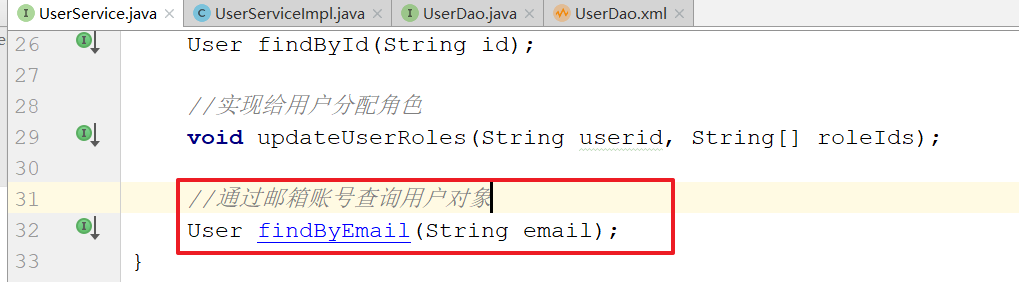 UserService.java × UserServiceImpl.java × UserDao.java × UserDao.xml ×
26 User findById(String id);
27
28 //实现给用户分配角色
29 void updateUserRoles(String userid, String[] roleIds);
30
31 //通过邮箱账号查询用户对象
32 User findByEmail(String email);
33 }